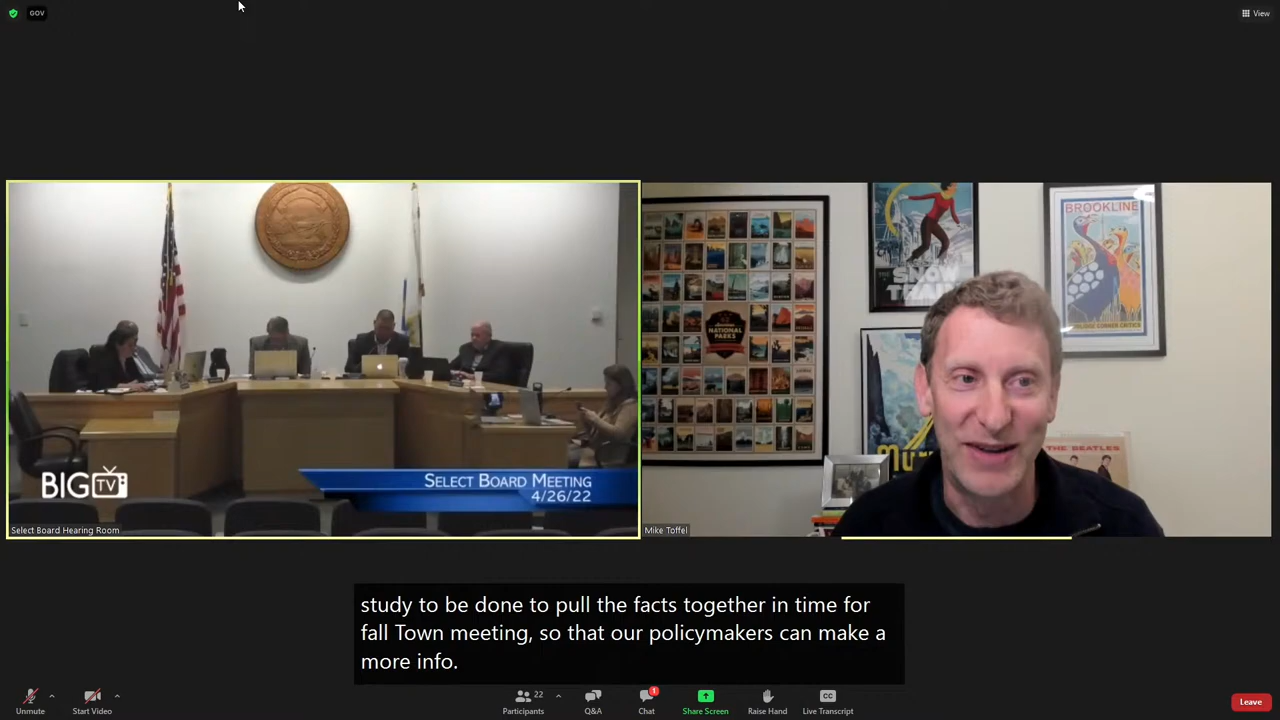 GOV
View
SNOW
BROOKLINE
NATIONAL
PARKS
THE BEATLES
BIG TV
SELECT BOARD MEETING
4/26/22
Select Board Hearing Room
Mike Toffel
study to be done to pull the facts together in time for
fall Town meeting, so that our policymakers can make a
more info.
Unmute
Start Video
22
Participants
Q&A
1
Chat
Share Screen
Raise Hand
CC
Live Transcript
Leave